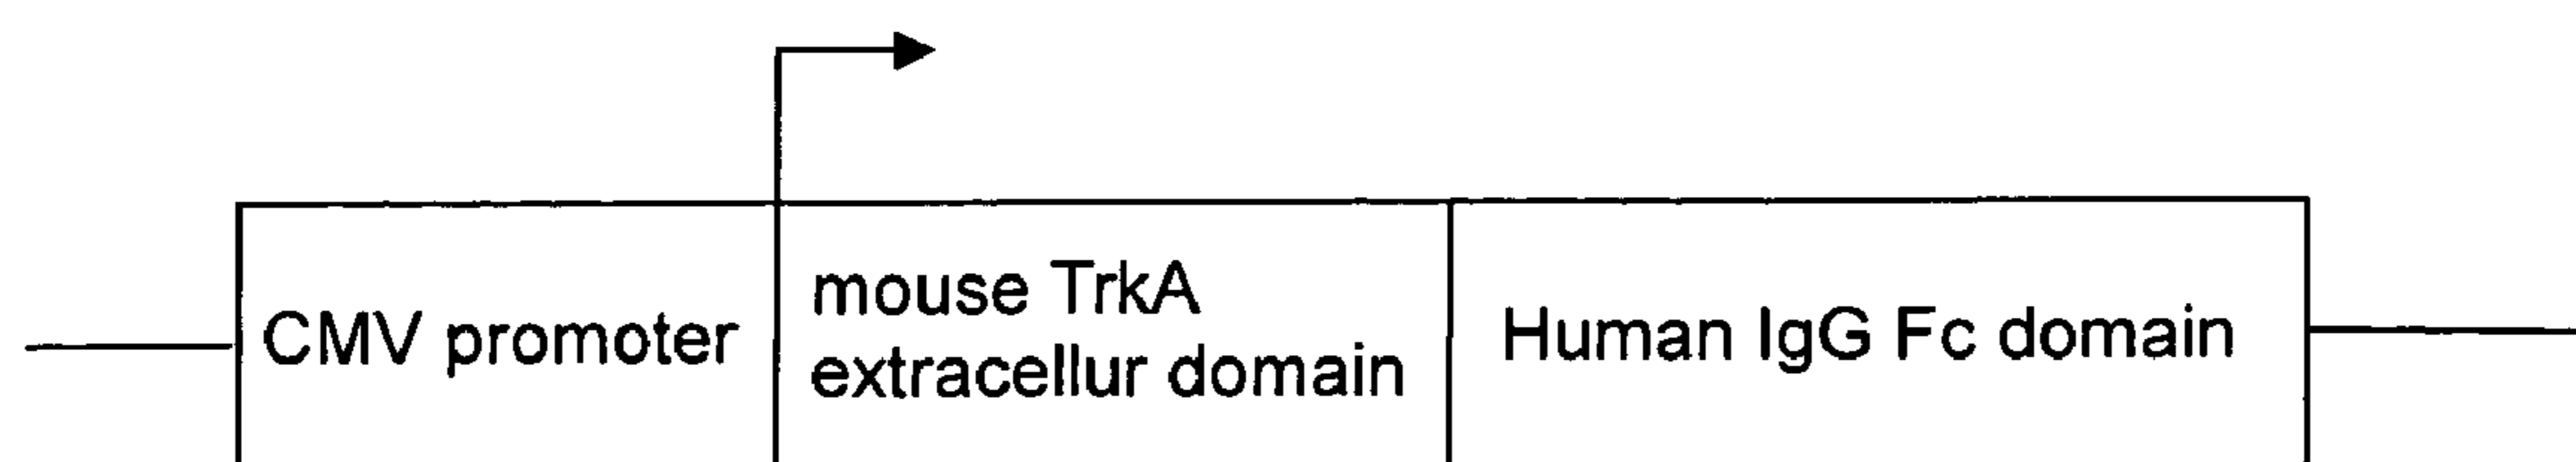 CMV promoter
mouse TrkA
extracellur domain
Human IgG Fc domain